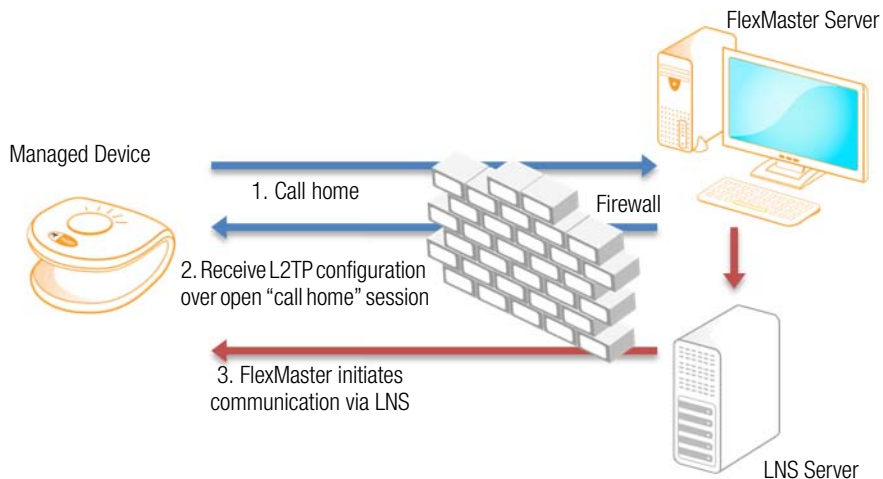 FlexMaster Server
Managed Device
1. Call home
Firewall
2. Receive L2TP configuration
over open “call home” session
3. FlexMaster initiates
communication via LNS
LNS Server